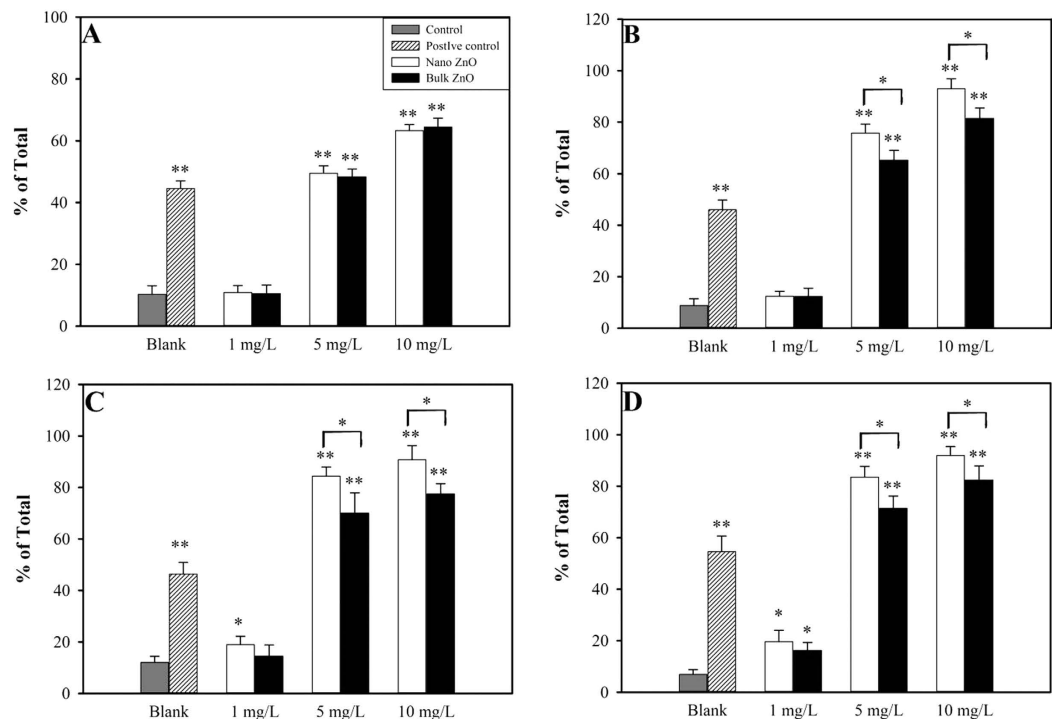 A
% of Total
100
80
60
40
20
0
Control
PostIve control
Nano ZnO
Bulk ZnO
**
** **
** **
Blank 1 mg/L 5 mg/L 10 mg/L
B
% of Total
120
100
80
60
40
20
0
**
*
** **
*
** **
Blank 1 mg/L 5 mg/L 10 mg/L
C
% of Total
120
100
80
60
40
20
0
**
*
*
** **
*
** **
Blank 1 mg/L 5 mg/L 10 mg/L
D
% of Total
120
100
80
60
40
20
0
**
* *
*
** **
*
** **
Blank 1 mg/L 5 mg/L 10 mg/L